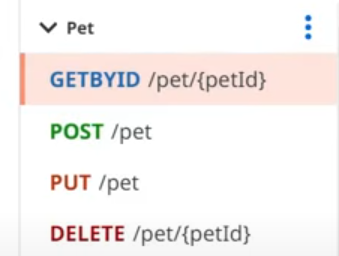 Pet
GETBYID /pet/{petId}
POST /pet
PUT /pet
DELETE /pet/{petId}